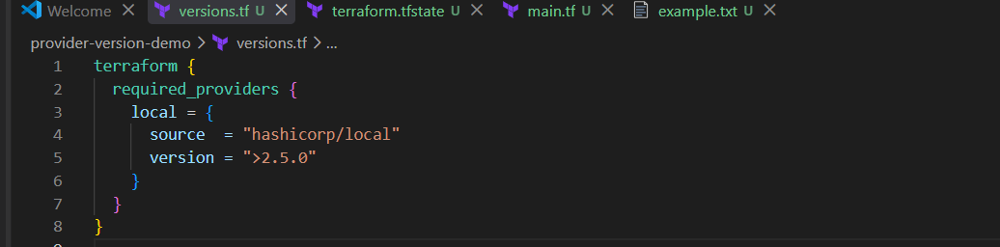 Welcome versions.tf U terraform.tfstate U main.tf U example.txt U
provider-version-demo > versions.tf > ...
1 terraform {
2 required_providers {
3 local = {
4 source = "hashicorp/local"
5 version = ">2.5.0"
6 }
7 }
8 }